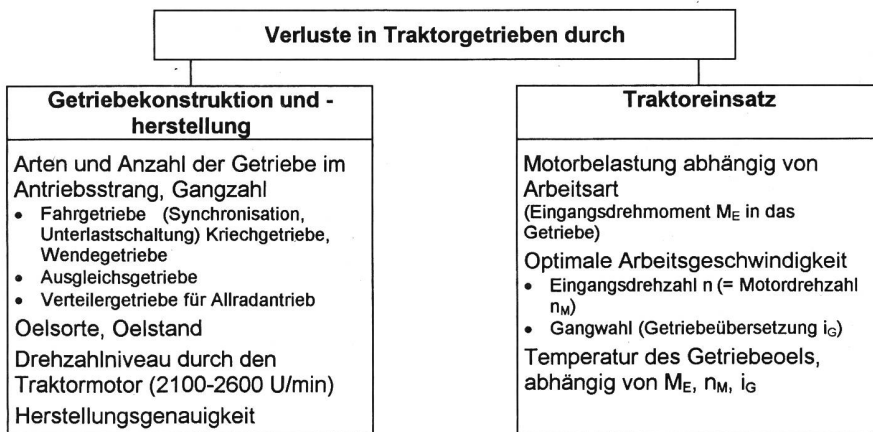 Verluste in Traktorgetrieben durch
Getriebekonstruktion und -
herstellung
Arten und Anzahl der Getriebe im
Antriebsstrang, Gangzahl
• Fahrgetriebe (Synchronisation,
Unterlastschaltung) Kriechgetriebe,
Wendegetriebe
• Ausgleichsgetriebe
• Verteilergetriebe für Allradantrieb
Oelsorte, Oelstand
Drehzahlniveau durch den
Traktormotor (2100-2600 U/min)
Herstellungsgenauigkeit
Traktoreinsatz
Motorbelastung abhängig von
Arbeitsart
(Eingangsdrehmoment M_E in das
Getriebe)
Optimale Arbeitsgeschwindigkeit
• Eingangsdrehzahl n (= Motordrehzahl
n_M)
• Gangwahl (Getriebeübersetzung i_G)
Temperatur des Getriebeoels,
abhängig von M_E, n_M, i_G